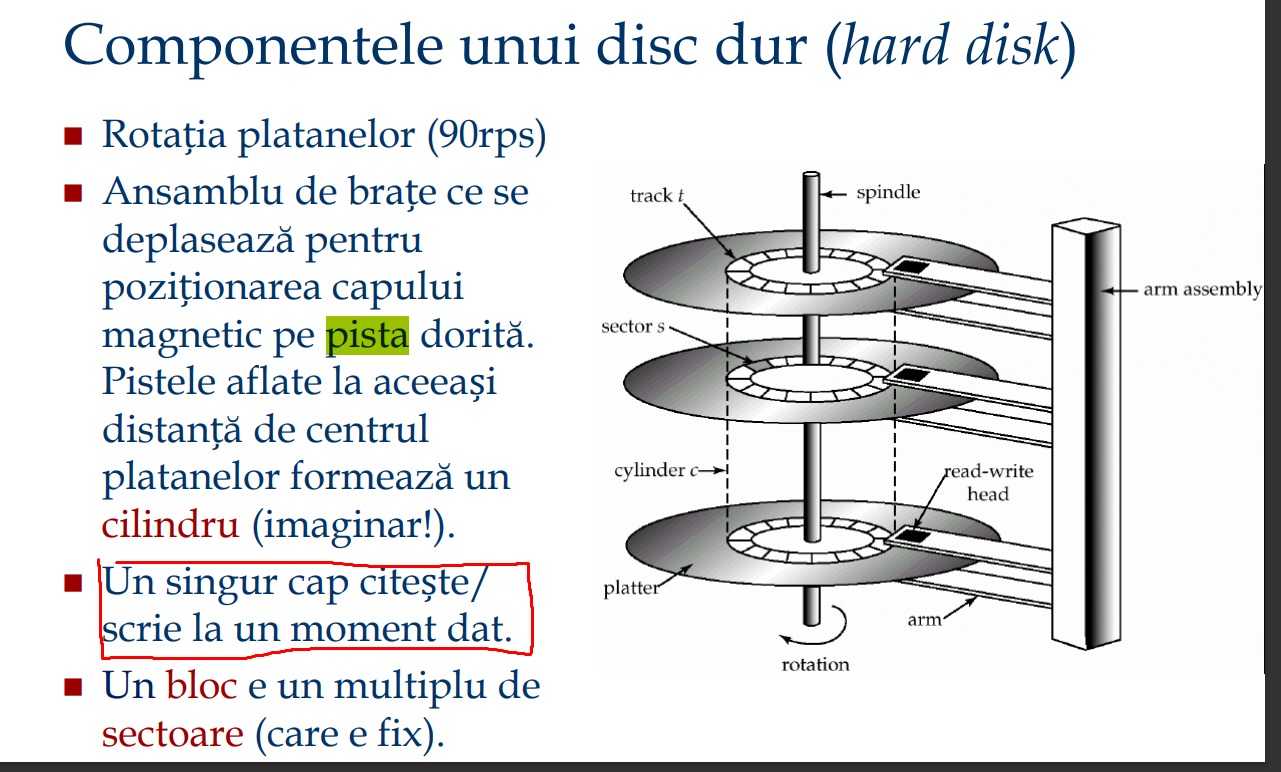 Componentele unui disc dur (hard disk)
Rotația platanelor (90rps)
Ansamblu de brațe ce se
deplasează pentru
poziționarea capului
magnetic pe pista dorită.
Pistele aflate la aceeași
distanță de centrul
platanelor formează un
cilindru (imaginar!).
Un singur cap citește/
scrie la un moment dat.
Un bloc e un multiplu de
sectoare (care e fix).
track t
spindle
arm assembly
sector s
cylinder c
read-write
head
platter
arm
rotation